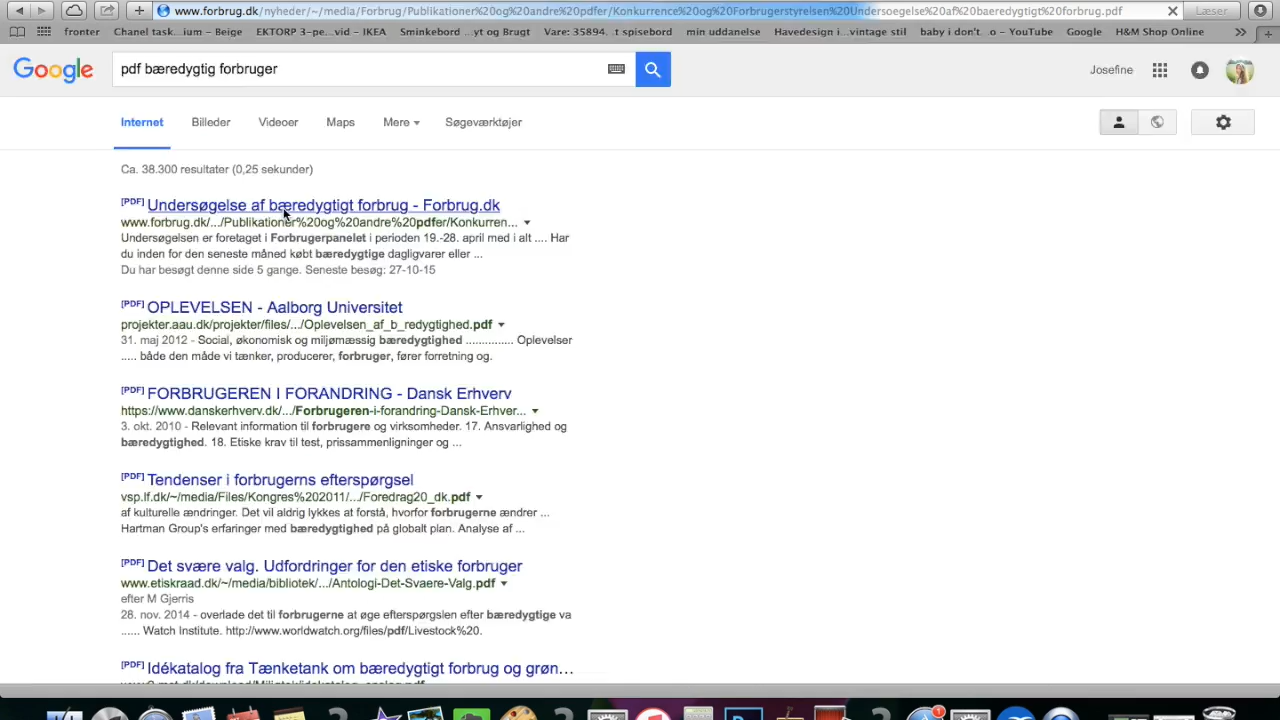 www.forbrug.dk/nyheder/~/media/Forbrug/Publikationer%20og%20andre%20pdfer/Konkurrence%20og%20Forbrugerstyrelsen%20Undersoegelse%20af%20baeredygtigt%20forbrug.pdf
Læser
fronter Chanel task...ium – Beige EKTORP 3–pe...vid – IKEA Sminkebord ...yt og Brugt Vare: 35894. .t spisebord min uddannelse Havedesign i...vintage stil baby i don't...o – YouTube Google H&M Shop Online
Google pdf bæredygtig forbruger Josefine
Internet Billeder Videoer Maps Mere Søgeværktøjer
Ca. 38.300 resultater (0,25 sekunder)
[PDF] Undersøgelse af bæredygtigt forbrug - Forbrug.dk
www.forbrug.dk/.../Publikationer%20og%20andre%20pdfer/Konkurren...
Undersøgelsen er foretaget i Forbrugerpanelet i perioden 19.-28. april med i alt .... Har
du inden for den seneste måned købt bæredygtige dagligvarer eller ...
Du har besøgt denne side 5 gange. Seneste besøg: 27-10-15
[PDF] OPLEVELSEN - Aalborg Universitet
projekter.aau.dk/projekter/files/.../Oplevelsen_af_b_redygtighed.pdf
31. maj 2012 - Social, økonomisk og miljømæssig bæredygtighed .............. Oplevelser
..... både den måde vi tænker, producerer, forbruger, fører forretning og.
[PDF] FORBRUGEREN I FORANDRING - Dansk Erhverv
https://www.danskerhverv.dk/.../Forbrugeren-i-forandring-Dansk-Erhver...
3. okt. 2010 - Relevant information til forbrugere og virksomheder. 17. Ansvarlighed og
bæredygtighed. 18. Etiske krav til test, prissammenligninger og ...
[PDF] Tendenser i forbrugerns efterspørgsel
vsp.lf.dk/~/media/Files/Kongres%202011/.../Foredrag20_dk.pdf
af kulturelle ændringer. Det vil aldrig lykkes at forstå, hvorfor forbrugerne ændrer ...
Hartman Group's erfaringer med bæredygtighed på globalt plan. Analyse af ...
[PDF] Det svære valg. Udfordringer for den etiske forbruger
www.etiskraad.dk/~/media/bibliotek/.../Antologi-Det-Svaere-Valg.pdf
efter M Gjerris
28. nov. 2014 - overlade det til forbrugerne at øge efterspørgslen efter bæredygtige va
...... Watch Institute. http://www.worldwatch.org/files/pdf/Livestock%20.
[PDF] Idékatalog fra Tænketank om bæredygtigt forbrug og grøn...